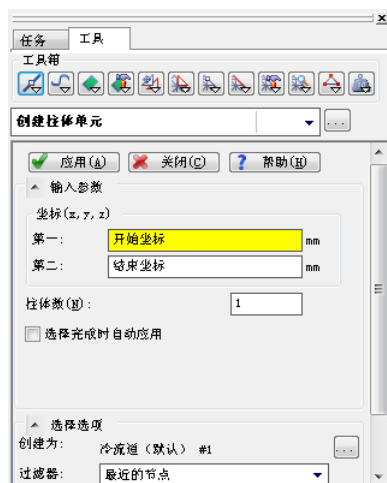 任务 工具
工具箱
创建柱体单元 ...
应用(A) 关闭(C) ? 帮助(H)
输入参数
坐标(x,y,z)
第一: 开始坐标 mm
第二: 结束坐标 mm
柱体数(N): 1
选择完成时自动应用
选择选项
创建为: 冷流道（默认） #1 ...
过滤器: 最近的节点